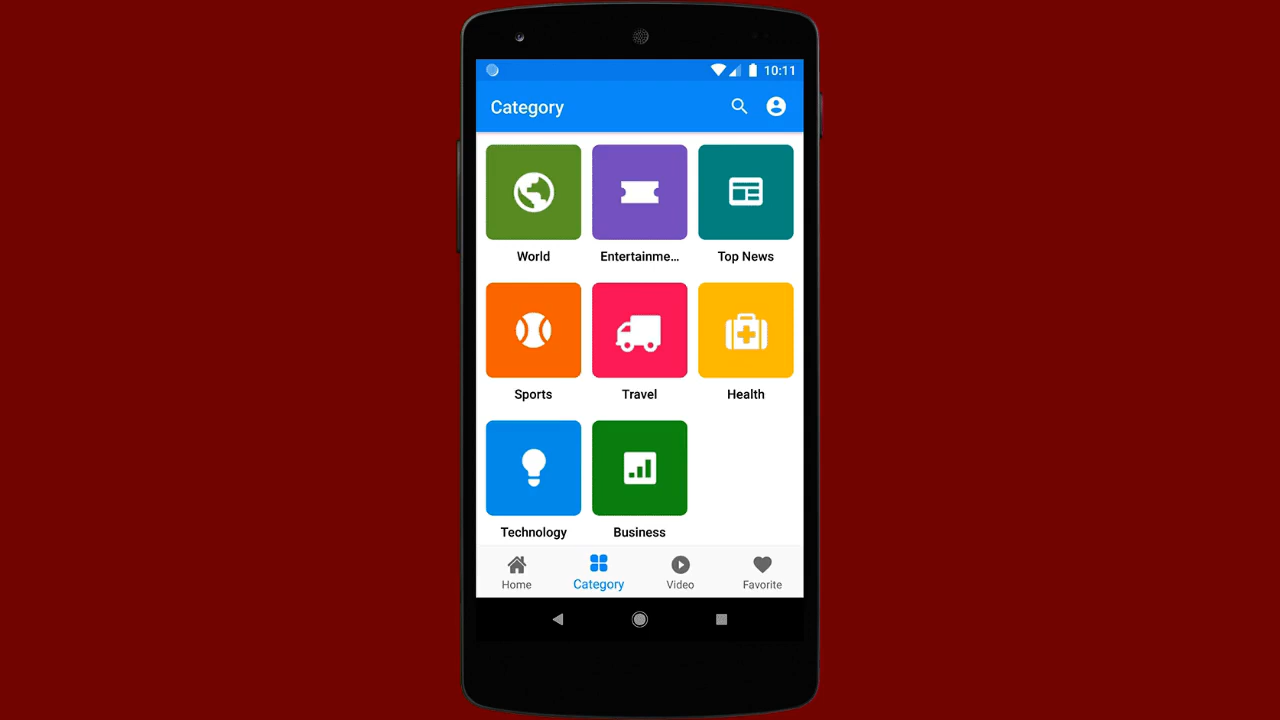 10:11
Category
World Entertainme... Top News
Sports Travel Health
Technology Business
Home Category Video Favorite